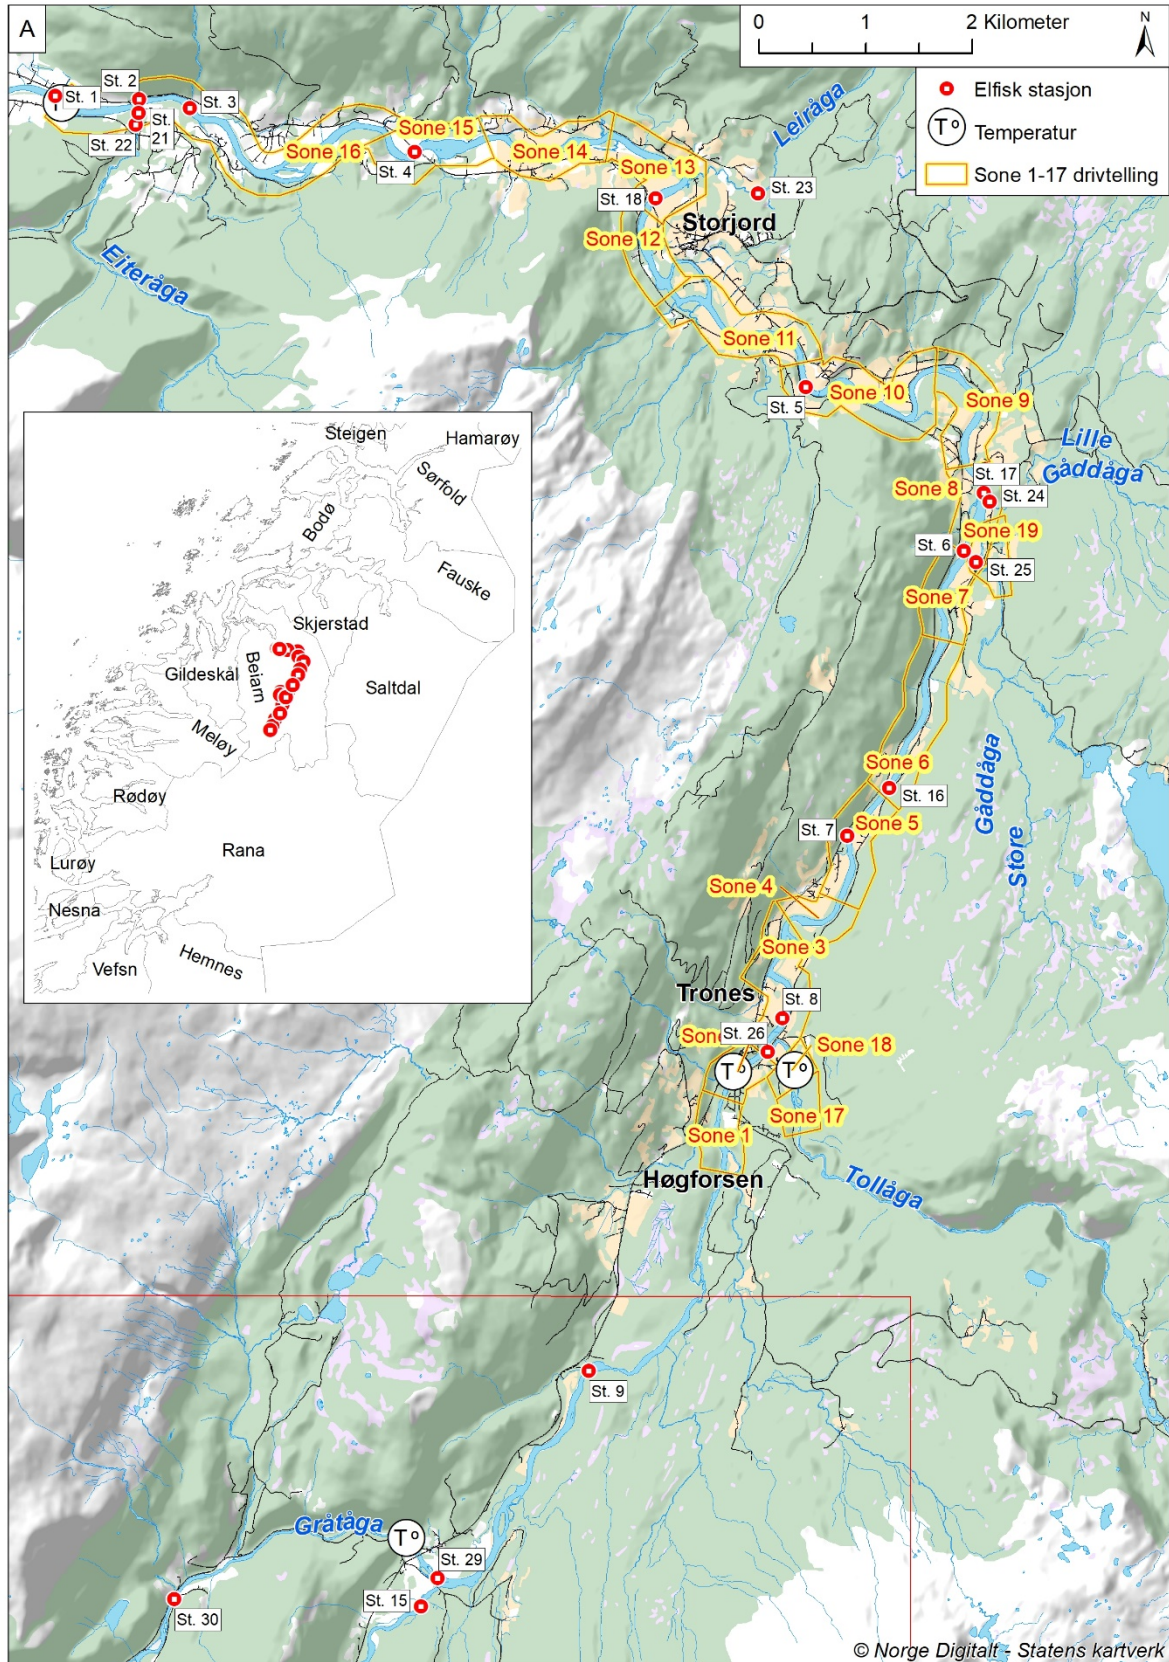 A
0 1 2 Kilometer
N
Elfisk stasjon
T° Temperatur
Sone 1-17 drivtelling
St. 1
St. 2
St. 3
St. 21
St. 22
Sone 16
Sone 15
St. 4
Sone 14
Sone 13
Leiråga
St. 18
St. 23
Storjord
Sone 12
Eiteråga
Sone 11
St. 5
Sone 10
Sone 9
Lille
Gåddåga
St. 17
Sone 8
St. 24
Sone 19
St. 6
St. 25
Sone 7
Steigen
Hamarøy
Sørfold
Bodø
Fauske
Skjerstad
Gildeskål
Beiarn
Saltdal
Meløy
Rødøy
Rana
Lurøy
Nesna
Vefsn
Hemnes
Store
Gåddåga
Sone 6
St. 16
St. 7
Sone 5
Sone 4
Sone 3
Trones
St. 8
Sone
St. 26
Sone 18
T°
T°
Sone 17
Sone 1
Høgforsen
Tollåga
St. 9
Gråtåga
T°
St. 29
St. 15
St. 30
© Norge Digitalt - Statens kartverk